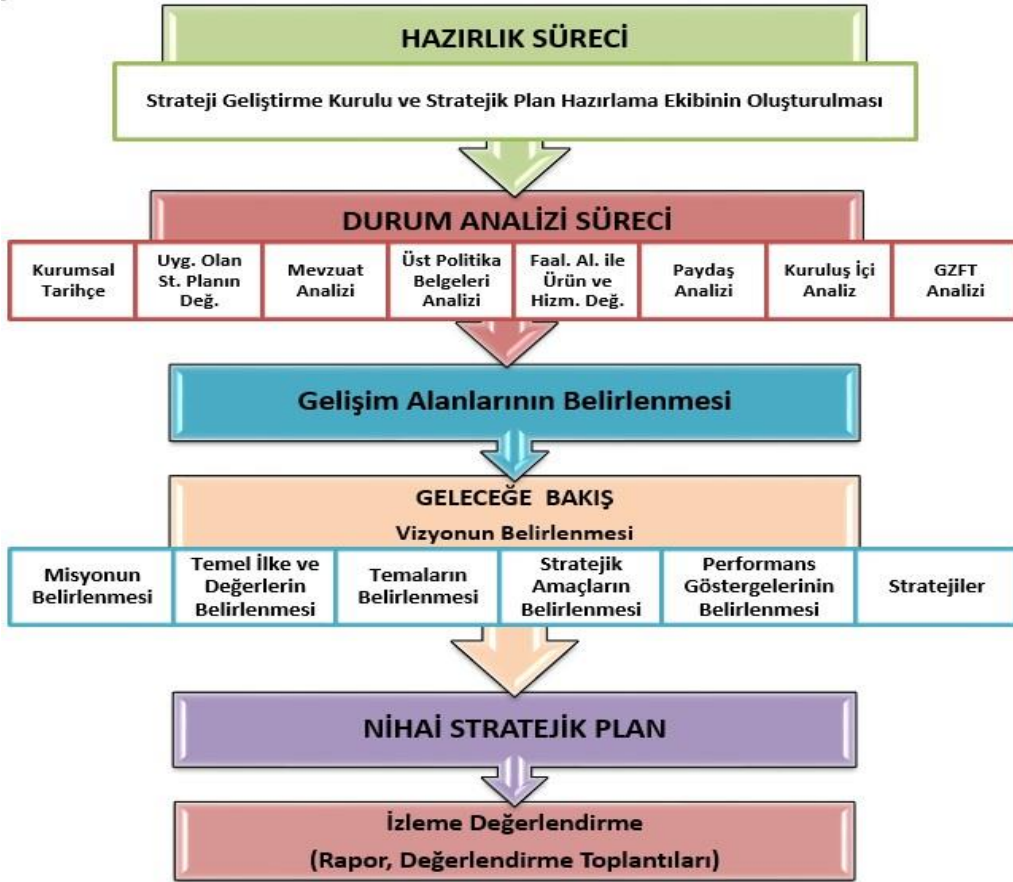 HAZIRLIK SÜRECİ
Strateji Geliştirme Kurulu ve Stratejik Plan Hazırlama Ekibinin Oluşturulması
DURUM ANALİZİ SÜRECİ
Kurumsal
Tarihçe
Uyg. Olan
St. Planın
Değ.
Mevzuat
Analizi
Üst Politika
Belgeleri
Analizi
Faal. Al. ile
Ürün ve
Hizm. Değ.
Paydaş
Analizi
Kuruluş İçi
Analiz
GZFT
Analizi
Gelişim Alanlarının Belirlenmesi
GELECEĞE BAKIŞ
Vizyonun Belirlenmesi
Misyonun
Belirlenmesi
Temel İlke ve
Değerlerin
Belirlenmesi
Temaların
Belirlenmesi
Stratejik
Amaçların
Belirlenmesi
Performans
Göstergelerinin
Belirlenmesi
Stratejiler
NİHAİ STRATEJİK PLAN
İzleme Değerlendirme
(Rapor, Değerlendirme Toplantıları)